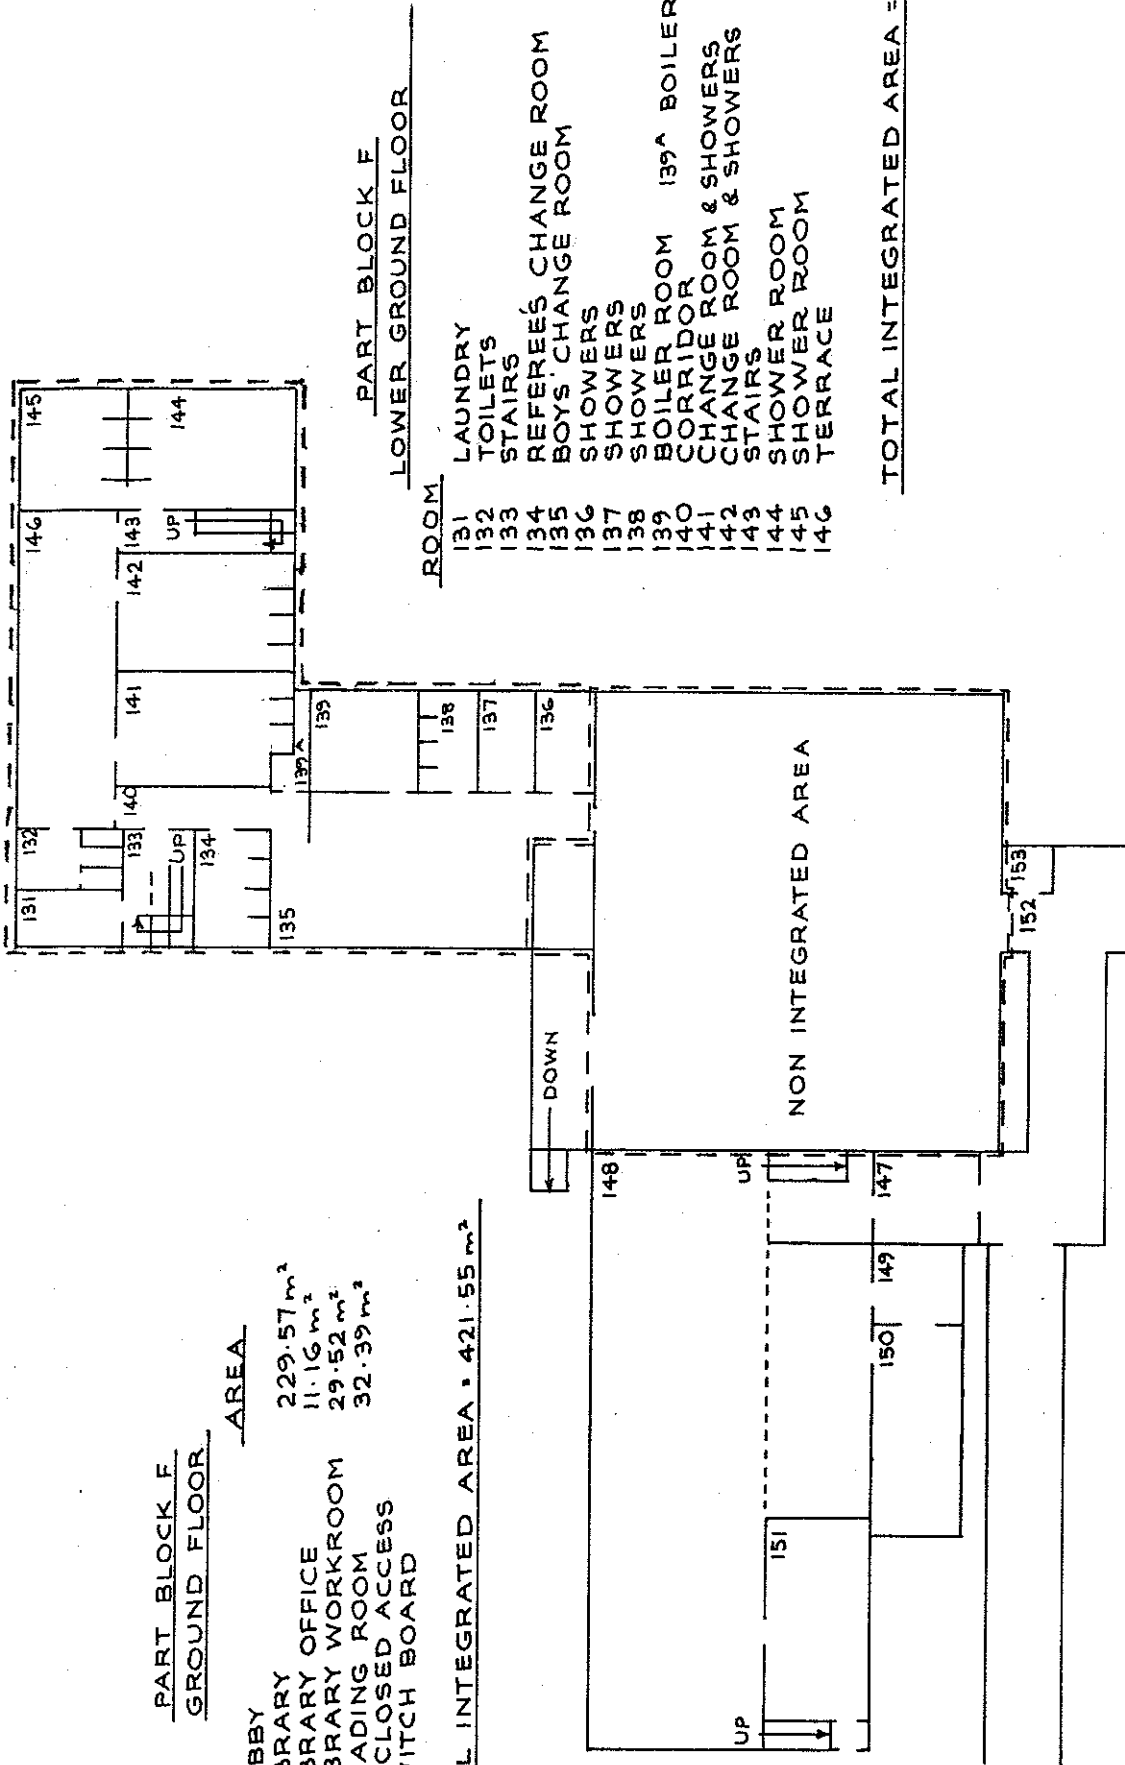 PART BLOCK F
GROUND FLOOR
AREA
BBY
BRARY 229·57 m²
BRARY OFFICE 11·16 m²
BRARY WORKROOM 29·52 m²
ADING ROOM 32·39 m²
CLOSED ACCESS
ITCH BOARD
L INTEGRATED AREA = 421·55 m²
PART BLOCK F
LOWER GROUND FLOOR
ROOM
131 LAUNDRY
132 TOILETS
133 STAIRS
134 REFEREE'S CHANGE ROOM
135 BOYS' CHANGE ROOM
136 SHOWERS
137 SHOWERS
138 SHOWERS
139 BOILER ROOM 139A BOILER
140 CORRIDOR
141 CHANGE ROOM & SHOWERS
142 CHANGE ROOM & SHOWERS
143 STAIRS
144 SHOWER ROOM
145 SHOWER ROOM
146 TERRACE
TOTAL INTEGRATED AREA =
131
132
133
UP
134
135
140
141
142
143
UP
146
145
144
139A
139
138
137
136
DOWN
148
NON INTEGRATED AREA
UP
147
149
150
151
UP
152
153